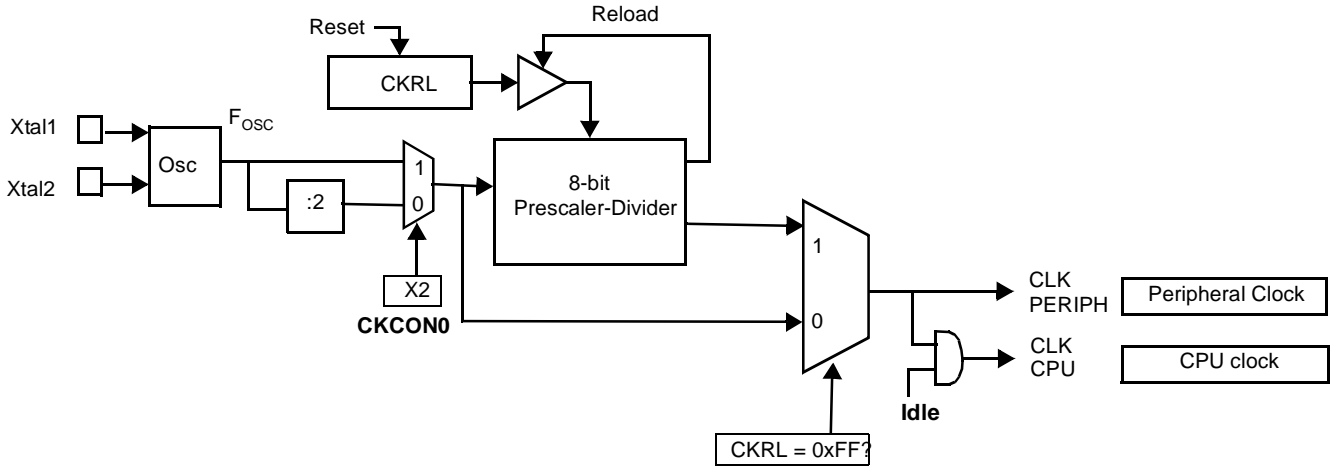 Reload
Reset
CKRL
Xtal1
FOSC
Osc
1
8-bit
Prescaler-Divider
Xtal2
:2
0
1
X2
CLK
PERIPH
Peripheral Clock
CKCON0
0
CLK
CPU
CPU clock
Idle
CKRL = 0xFF?